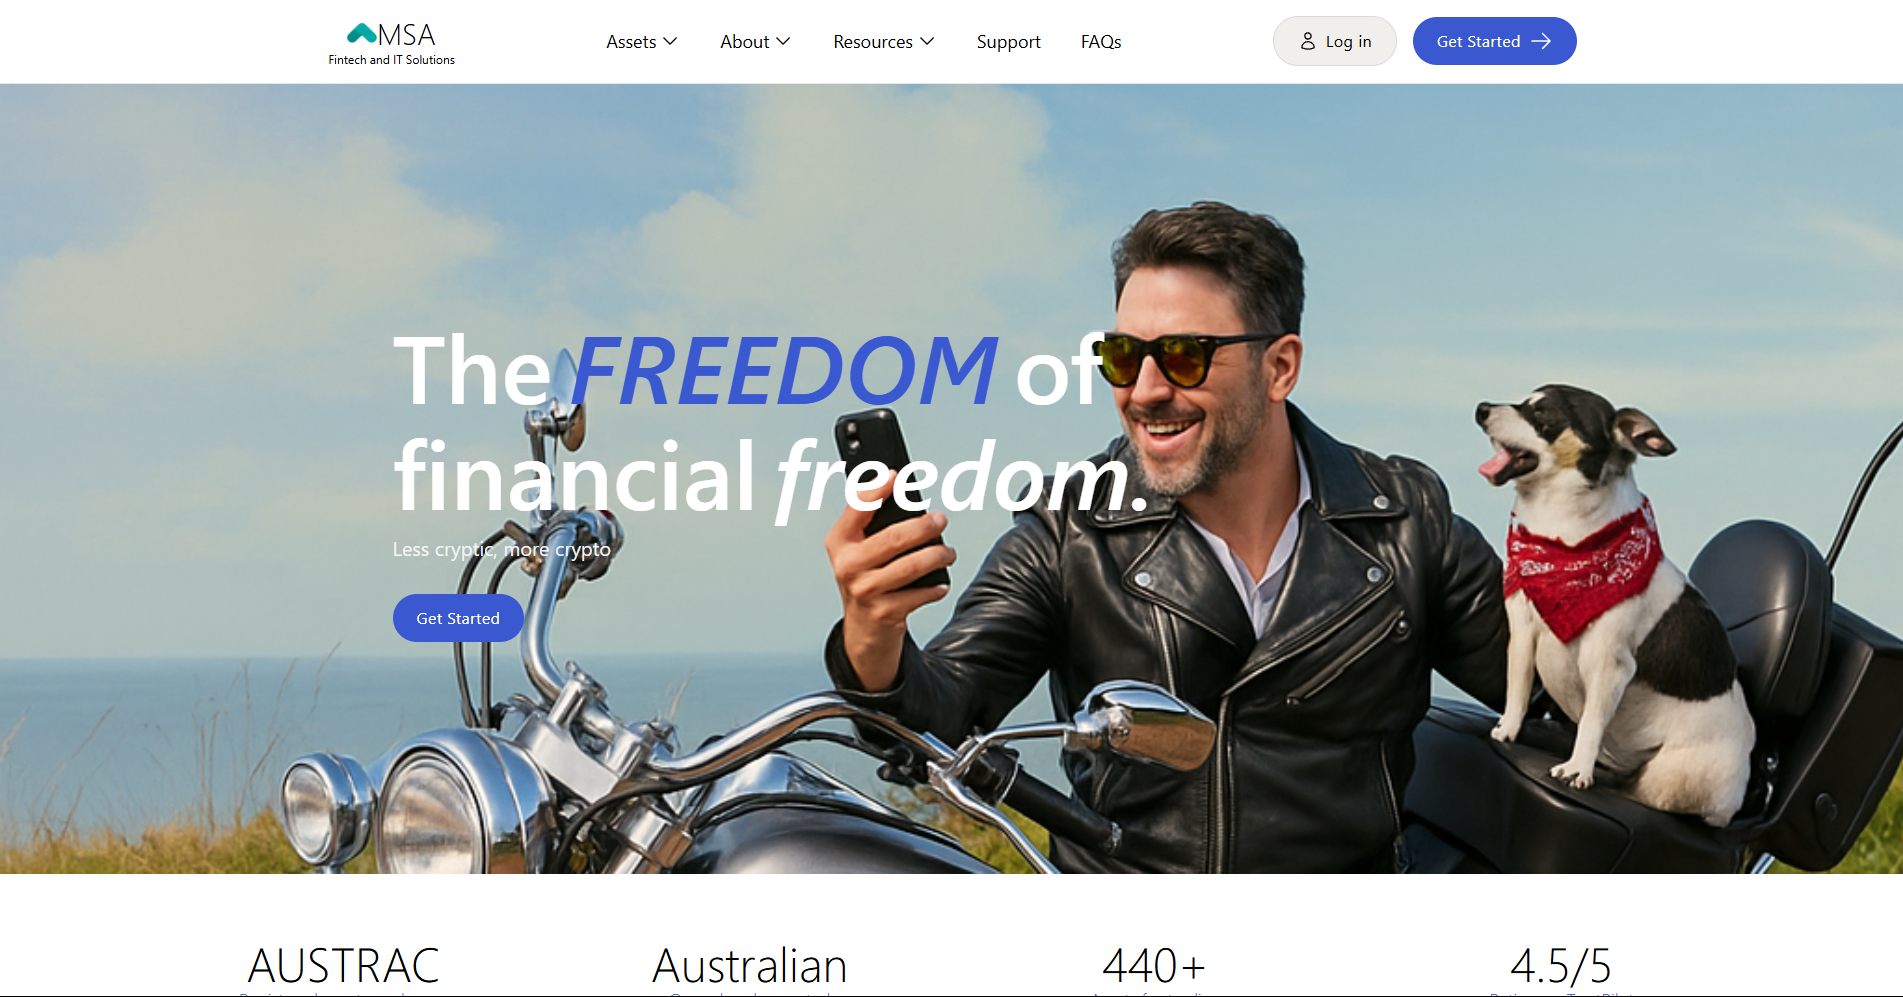 MSA
Fintech and IT Solutions
Assets
About
Resources
Support
FAQs
Log in
Get Started
The FREEDOM of
financial freedom.
Less cryptic, more crypto
Get Started
AUSTRAC
Australian
440+
4.5/5